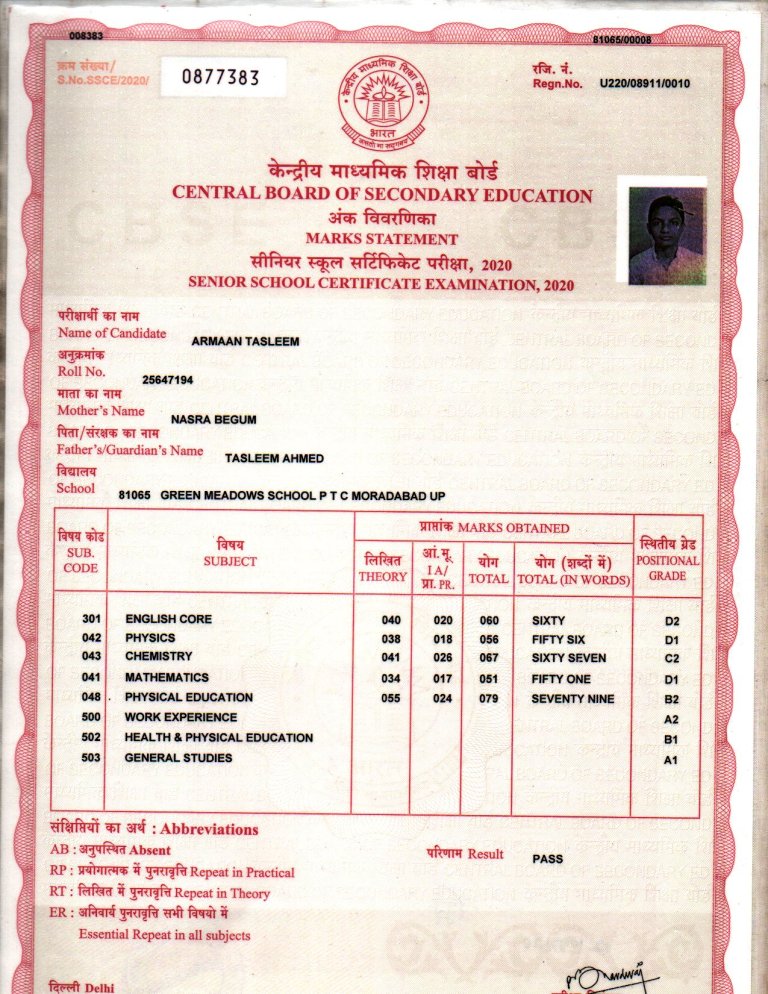 008383
81065/00008
क्रम संख्या/
S.No.SSCE/2020/
0877383
रजि. नं.
Regn.No. U220/08911/0010
केन्द्रीय माध्यमिक शिक्षा बोर्ड
भारत
केन्द्रीय माध्यमिक शिक्षा बोर्ड
CENTRAL BOARD OF SECONDARY EDUCATION
अंक विवरणिका
MARKS STATEMENT
सीनियर स्कूल सर्टिफिकेट परीक्षा, 2020
SENIOR SCHOOL CERTIFICATE EXAMINATION, 2020
परीक्षार्थी का नाम
Name of Candidate ARMAAN TASLEEM
अनुक्रमांक
Roll No. 25647194
माता का नाम
Mother's Name NASRA BEGUM
पिता/संरक्षक का नाम
Father's/Guardian's Name TASLEEM AHMED
विद्यालय
School 81065 GREEN MEADOWS SCHOOL P T C MORADABAD UP
विषय कोड SUB. CODE
विषय SUBJECT
प्राप्तांक MARKS OBTAINED
लिखित THEORY
आं.मू. I A/ प्रा.PR.
योग TOTAL
योग (शब्दों में) TOTAL (IN WORDS)
स्थितीय ग्रेड POSITIONAL GRADE
301 ENGLISH CORE 040 020 060 SIXTY D2
042 PHYSICS 038 018 056 FIFTY SIX D1
043 CHEMISTRY 041 026 067 SIXTY SEVEN C2
041 MATHEMATICS 034 017 051 FIFTY ONE D1
048 PHYSICAL EDUCATION 055 024 079 SEVENTY NINE B2
500 WORK EXPERIENCE A2
502 HEALTH & PHYSICAL EDUCATION B1
503 GENERAL STUDIES A1
संक्षिप्तियों का अर्थ : Abbreviations
AB : अनुपस्थित Absent
परिणाम Result PASS
RP : प्रयोगात्मक में पुनरावृत्ति Repeat in Practical
RT : लिखित में पुनरावृत्ति Repeat in Theory
ER : अनिवार्य पुनरावृत्ति सभी विषयो में
Essential Repeat in all subjects
दिल्ली Delhi